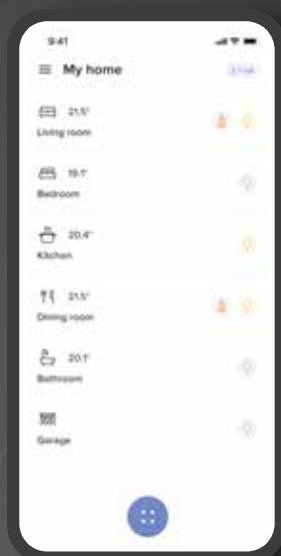 9:41
My home
21.5°
Living room
19.1°
Bedroom
20.4°
Kitchen
21.5°
Dining room
20.1°
Bathroom
Garage